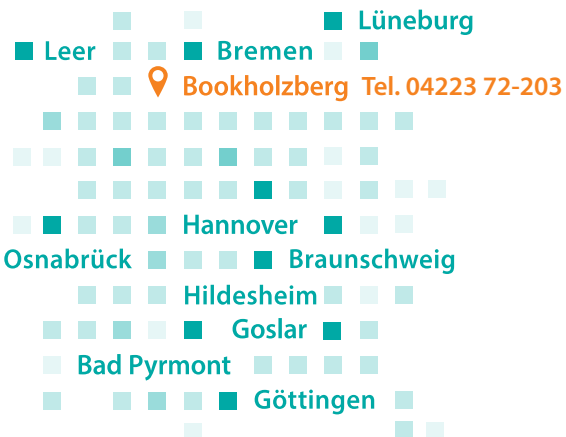 Lüneburg
Leer Bremen
Bookholzberg Tel. 04223 72-203
Hannover
Osnabrück Braunschweig
Hildesheim
Goslar
Bad Pyrmont
Göttingen